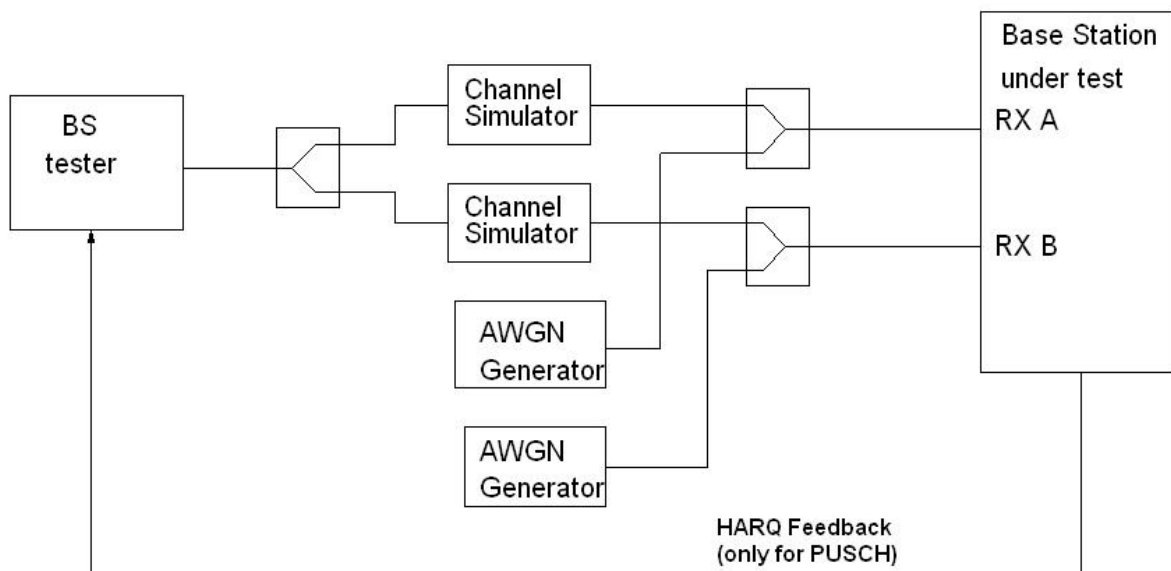 BS
tester
Channel
Simulator
Channel
Simulator
AWGN
Generator
AWGN
Generator
Base Station
under test
RX A
RX B
HARQ Feedback
(only for PUSCH)